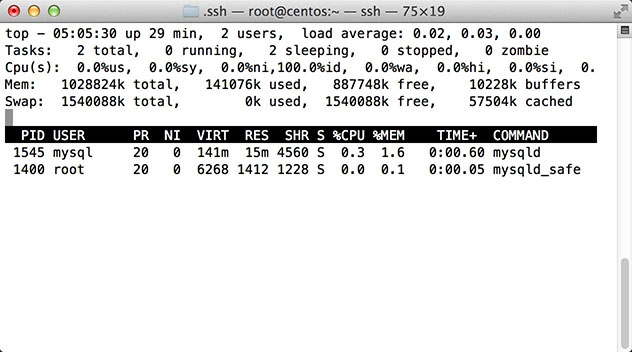 .ssh — root@centos:~ — ssh — 75×19
top - 05:05:30 up 29 min,  2 users,  load average: 0.02, 0.03, 0.00
Tasks:   2 total,   0 running,   2 sleeping,   0 stopped,   0 zombie
Cpu(s):  0.0%us,  0.0%sy,  0.0%ni,100.0%id,  0.0%wa,  0.0%hi,  0.0%si,  0.
Mem:   1028824k total,   141076k used,   887748k free,    10228k buffers
Swap:  1540088k total,        0k used,  1540088k free,    57504k cached
  PID USER      PR  NI  VIRT  RES  SHR S %CPU %MEM    TIME+  COMMAND
 1545 mysql     20   0  141m  15m 4560 S  0.3  1.6   0:00.60 mysqld
 1400 root      20   0  6268 1412 1228 S  0.0  0.1   0:00.05 mysqld_safe